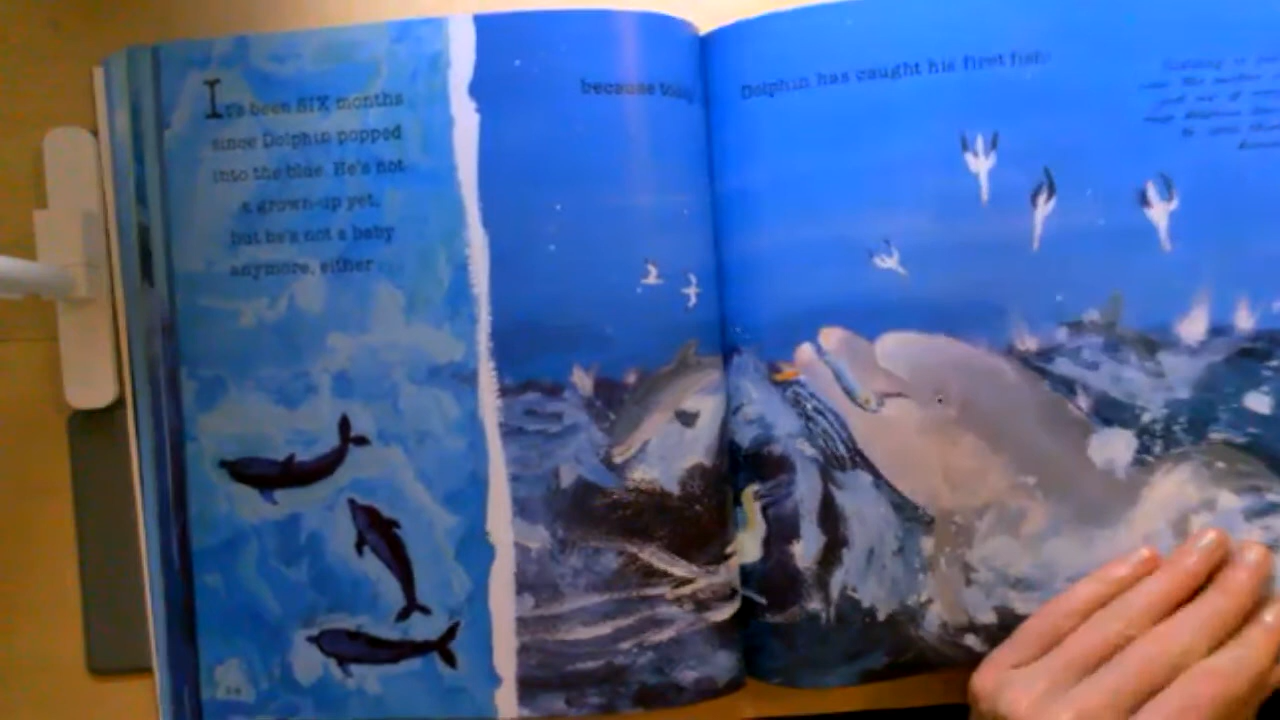 It's been SIX months
since Dolphin popped
into the blue. He's not
a grown-up yet,
but he's not a baby
anymore, either
because today
Dolphin has caught his first fish!